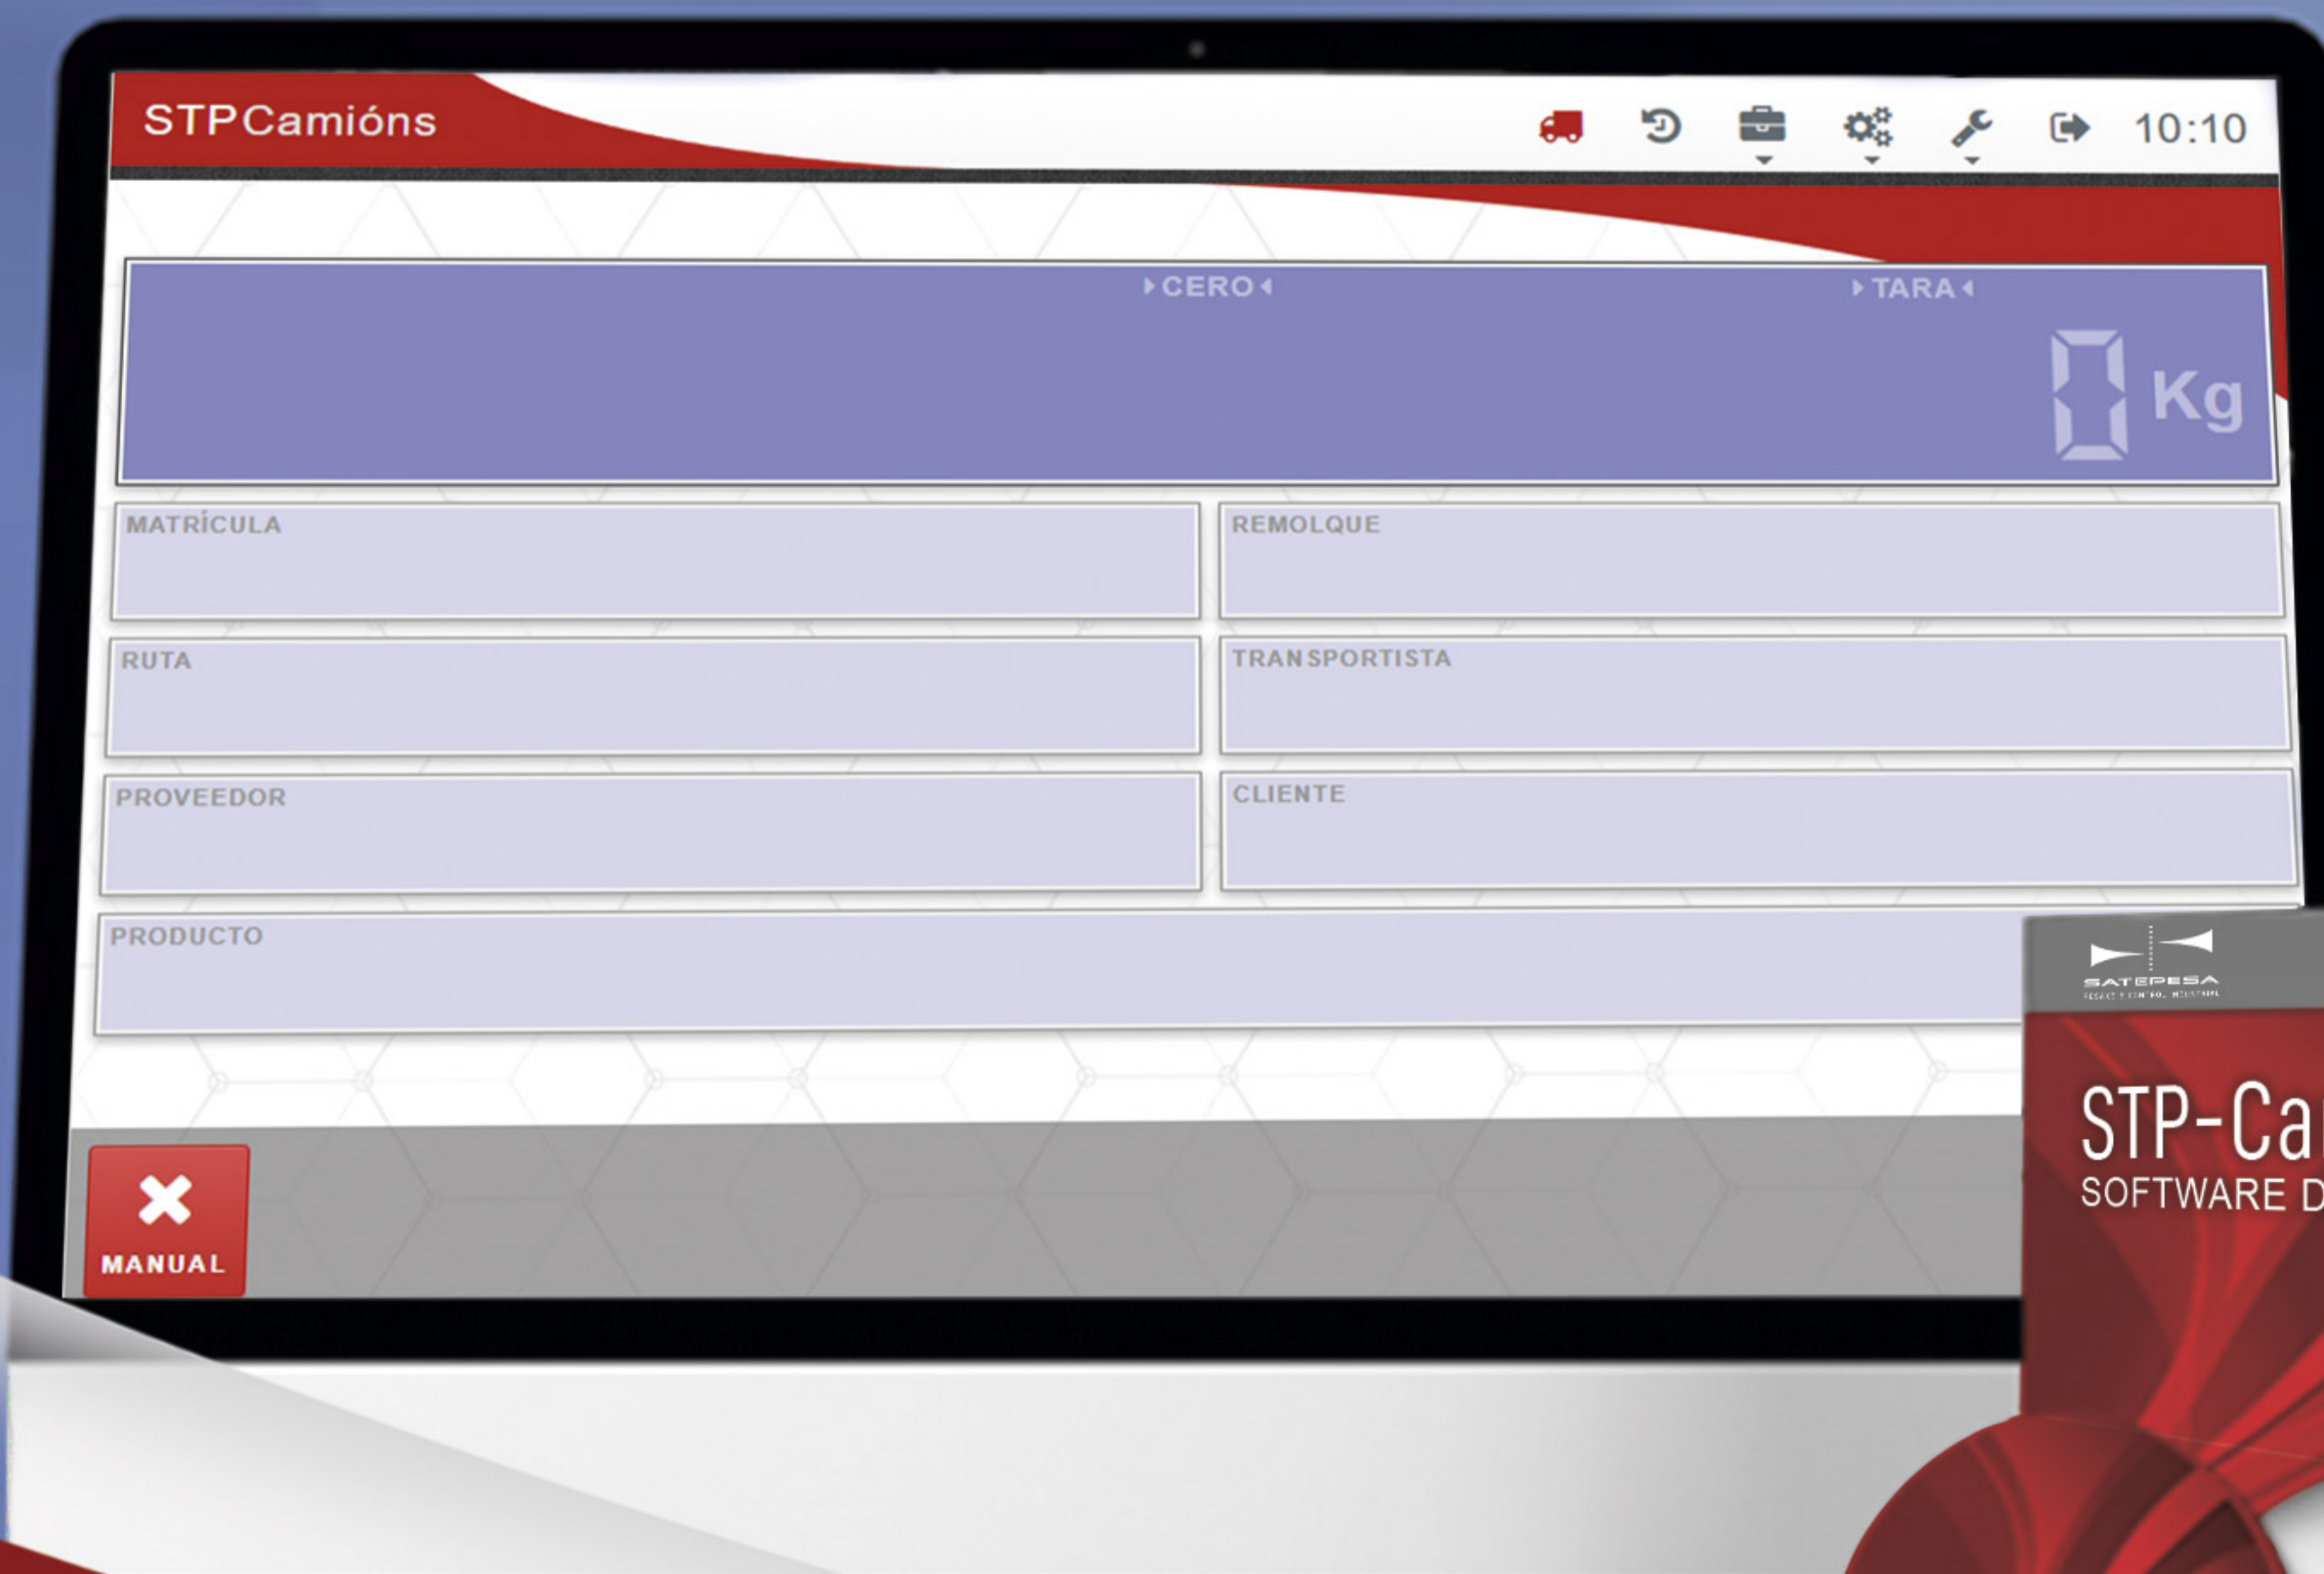 STPCamións
10:10
CERO
TARA
0 Kg
MATRÍCULA
REMOLQUE
RUTA
TRANSPORTISTA
PROVEEDOR
CLIENTE
PRODUCTO
MANUAL
SATEPESA
STP-Ca
SOFTWARE D